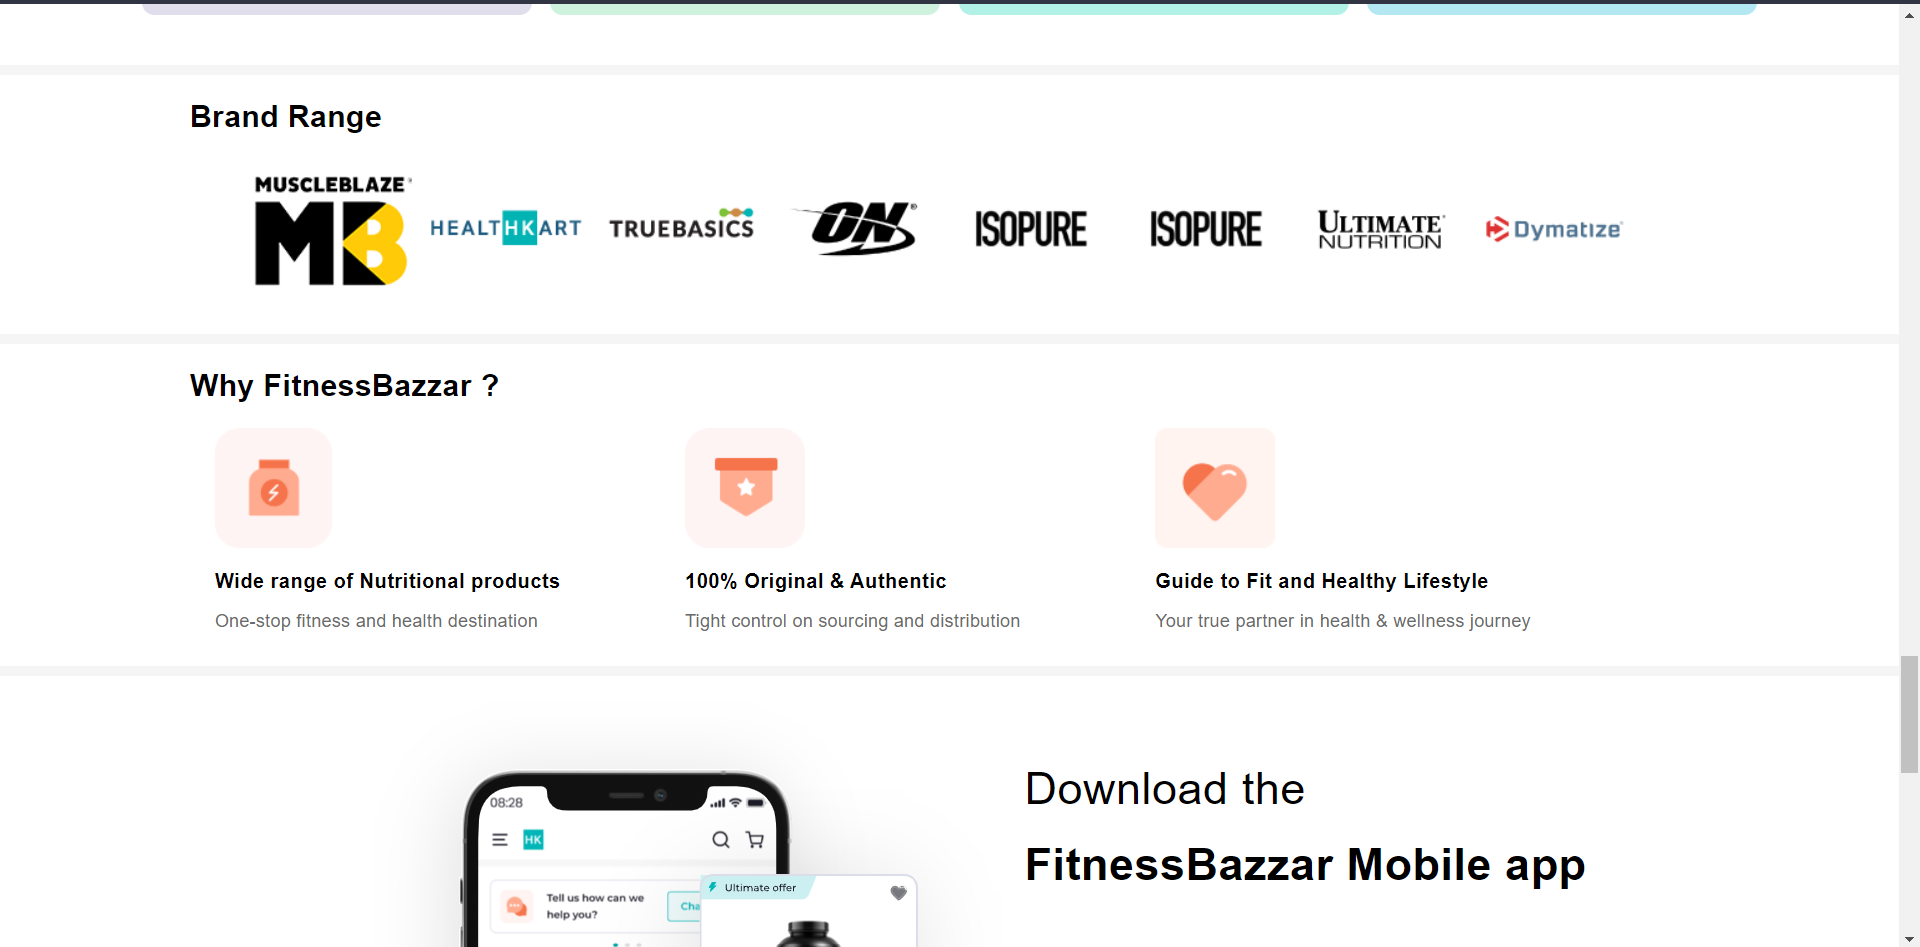 Brand Range
MUSCLEBLAZE
MB
HEALTHKART
TRUEBASICS
ON®
ISOPURE
ISOPURE
ULTIMATE
NUTRITION
Dymatize
Why FitnessBazzar ?
Wide range of Nutritional products
One-stop fitness and health destination
100% Original & Authentic
Tight control on sourcing and distribution
Guide to Fit and Healthy Lifestyle
Your true partner in health & wellness journey
08:28
HK
Tell us how can we
help you?
Cha
Ultimate offer
Download the
FitnessBazzar Mobile app